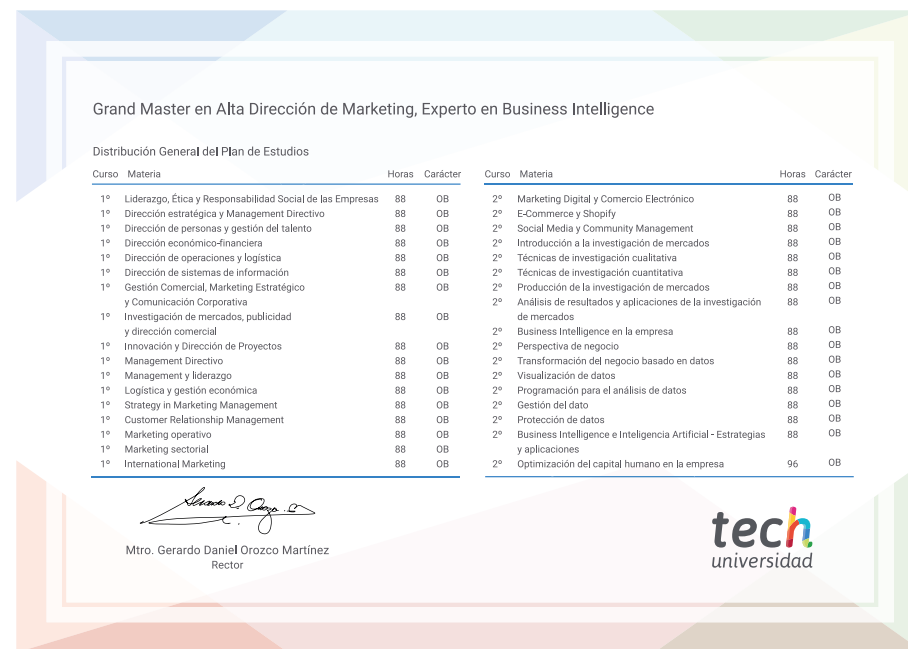 Grand Master en Alta Dirección de Marketing, Experto en Business Intelligence
Distribución General del Plan de Estudios
Curso Materia Horas Carácter
1º Liderazgo, Ética y Responsabilidad Social de las Empresas 88 OB
1º Dirección estratégica y Management Directivo 88 OB
1º Dirección de personas y gestión del talento 88 OB
1º Dirección económico-financiera 88 OB
1º Dirección de operaciones y logística 88 OB
1º Dirección de sistemas de información 88 OB
1º Gestión Comercial, Marketing Estratégico 88 OB
y Comunicación Corporativa
1º Investigación de mercados, publicidad 88 OB
y dirección comercial
1º Innovación y Dirección de Proyectos 88 OB
1º Management Directivo 88 OB
1º Management y liderazgo 88 OB
1º Logística y gestión económica 88 OB
1º Strategy in Marketing Management 88 OB
1º Customer Relationship Management 88 OB
1º Marketing operativo 88 OB
1º Marketing sectorial 88 OB
1º International Marketing 88 OB
Curso Materia Horas Carácter
2º Marketing Digital y Comercio Electrónico 88 OB
2º E-Commerce y Shopify 88 OB
2º Social Media y Community Management 88 OB
2º Introducción a la investigación de mercados 88 OB
2º Técnicas de investigación cualitativa 88 OB
2º Técnicas de investigación cuantitativa 88 OB
2º Producción de la investigación de mercados 88 OB
2º Análisis de resultados y aplicaciones de la investigación 88 OB
de mercados
2º Business Intelligence en la empresa 88 OB
2º Perspectiva de negocio 88 OB
2º Transformación del negocio basado en datos 88 OB
2º Visualización de datos 88 OB
2º Programación para el análisis de datos 88 OB
2º Gestión del dato 88 OB
2º Protección de datos 88 OB
2º Business Intelligence e Inteligencia Artificial - Estrategias 88 OB
y aplicaciones
2º Optimización del capital humano en la empresa 96 OB
Mtro. Gerardo Daniel Orozco Martínez
Rector
tech
universidad